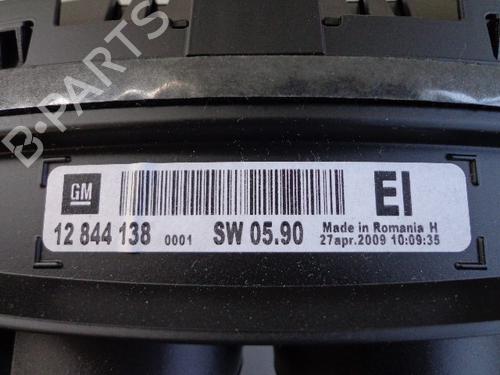 B-PARTS
GM
EI
12 844 138 0001 SW 05.90
Made in Romania H
27apr.2009 10:09:35